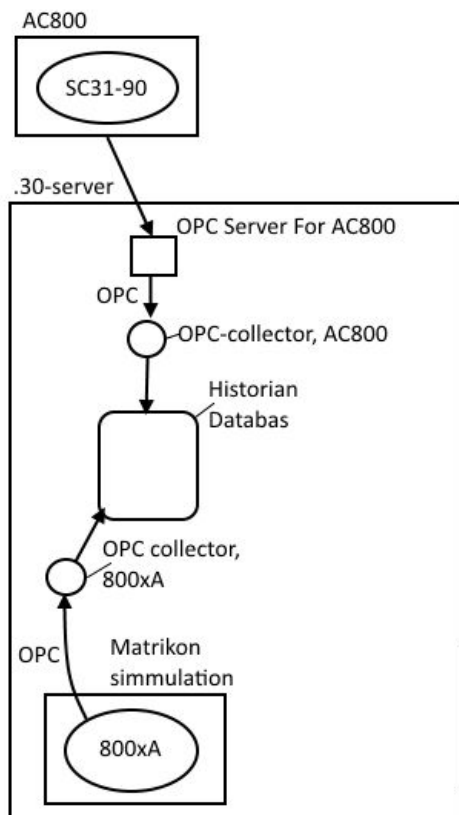 AC800
SC31-90
.30-server
OPC Server For AC800
OPC
OPC-collector, AC800
Historian
Databas
OPC collector,
800xA
OPC
Matrikon
simmulation
800xA